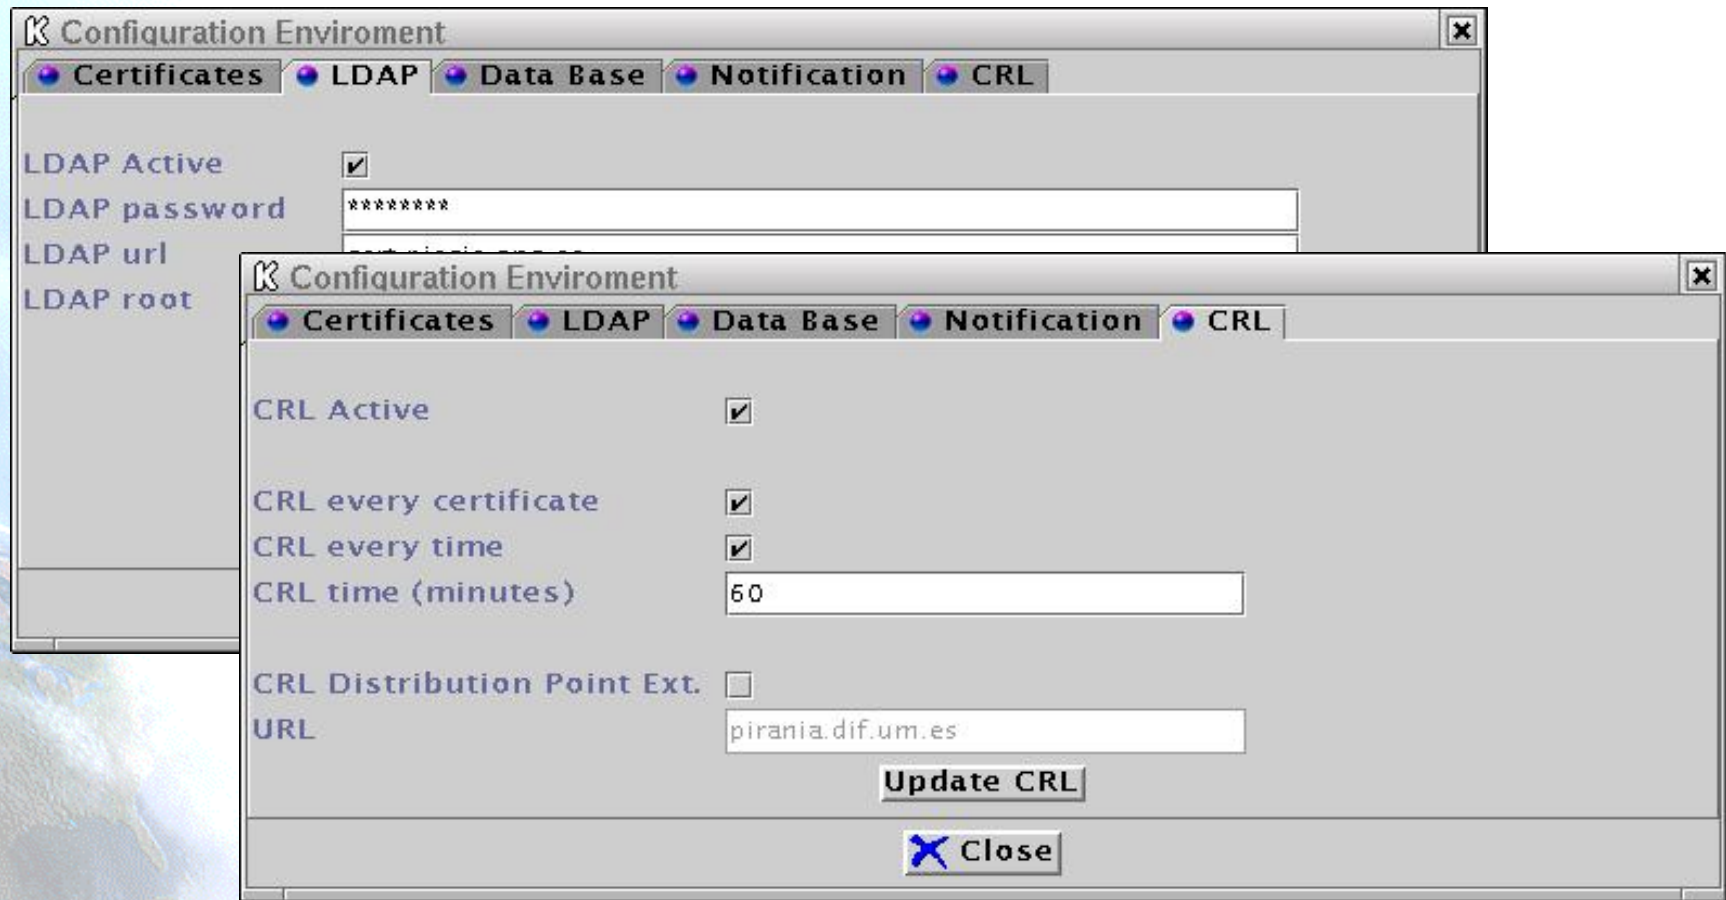 Configuration Enviroment
Certificates LDAP Data Base Notification CRL
LDAP Active
LDAP password ********
LDAP url
LDAP root
Configuration Enviroment
Certificates LDAP Data Base Notification CRL
CRL Active
CRL every certificate
CRL every time
CRL time (minutes) 60
CRL Distribution Point Ext.
URL pirania.dif.um.es
Update CRL
Close